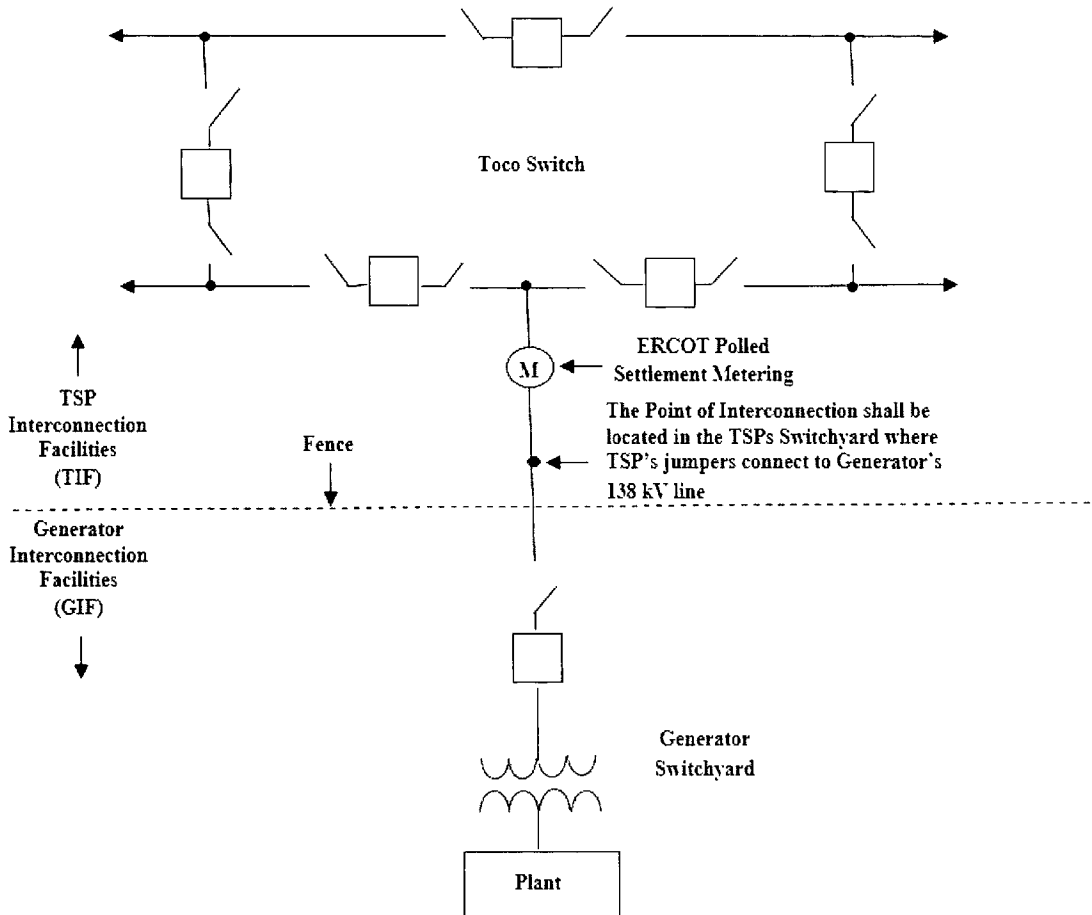 Toco Switch
M
ERCOT Polled
Settlement Metering
TSP
Interconnection
Facilities
(TIF)
Fence
The Point of Interconnection shall be
located in the TSPs Switchyard where
TSP's jumpers connect to Generator's
138 kV line
Generator
Interconnection
Facilities
(GIF)
Generator
Switchyard
Plant